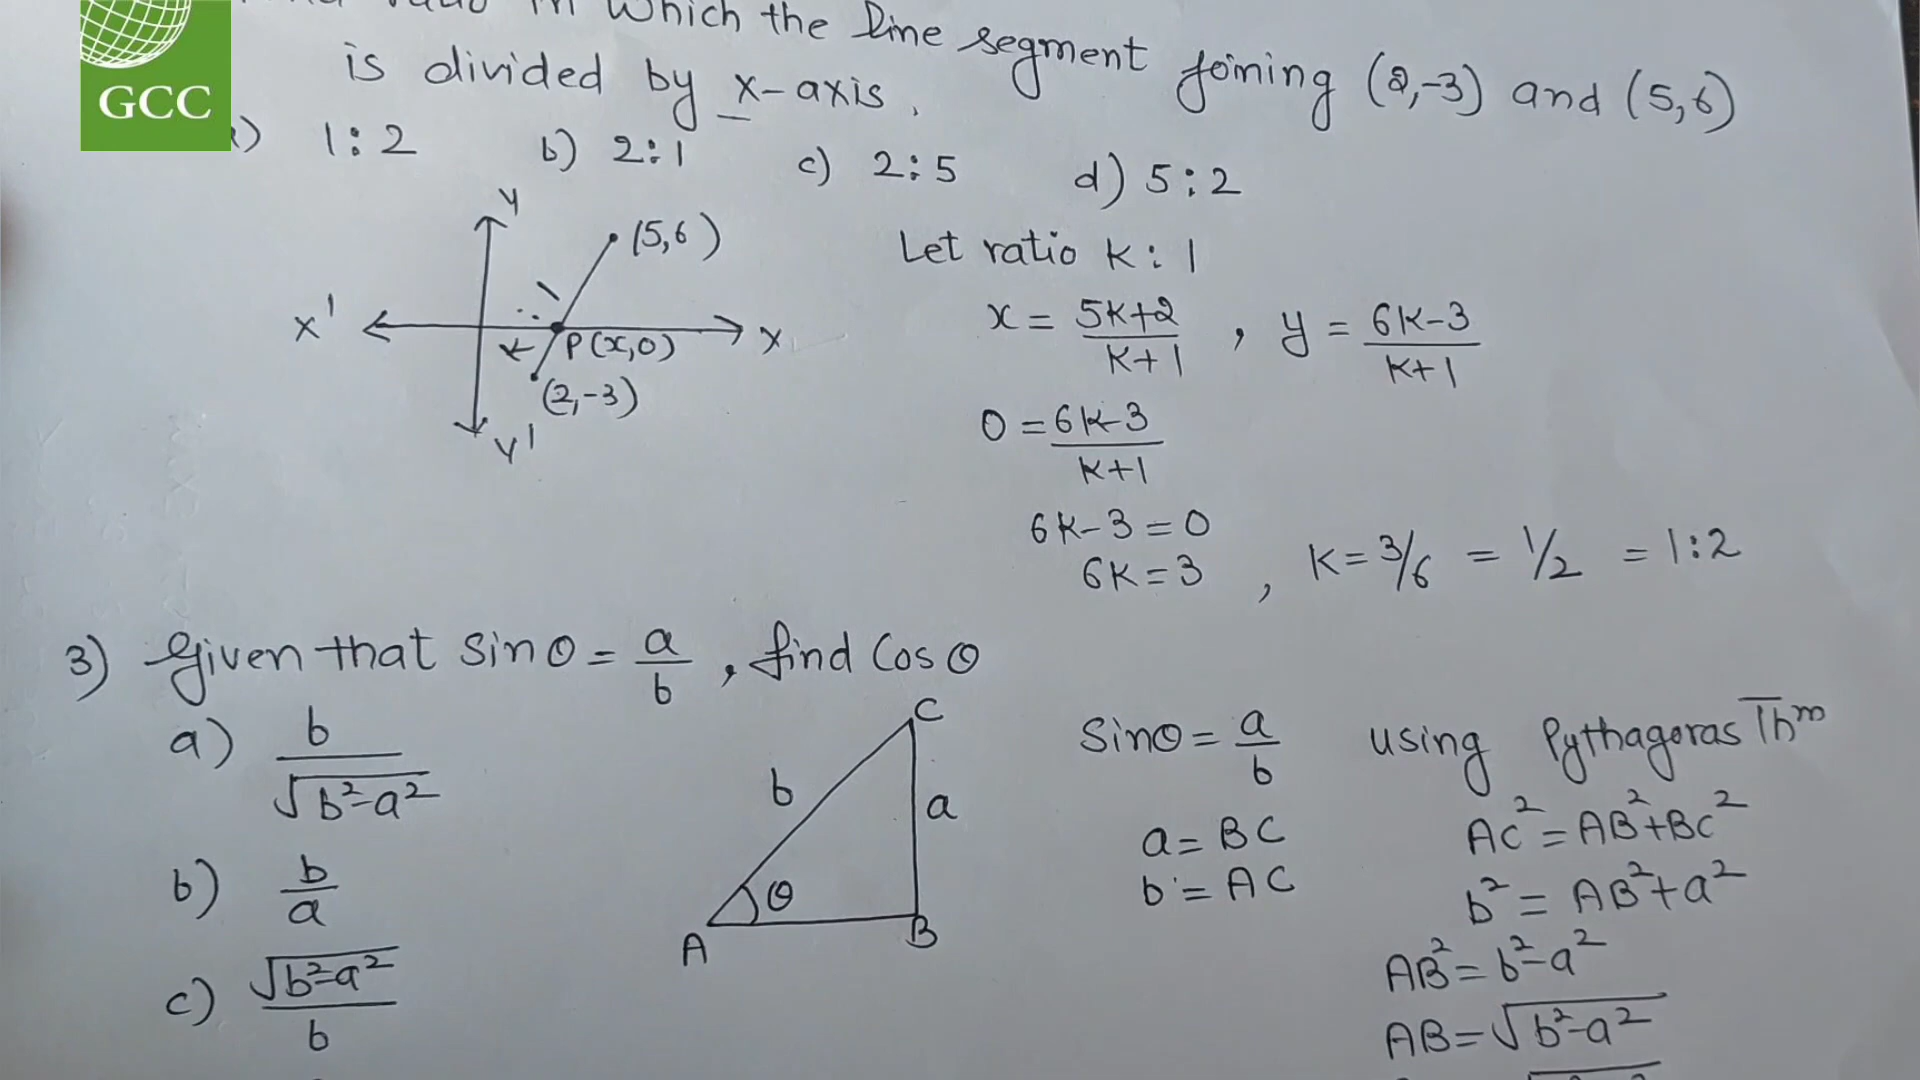 ratio in which the line segment joining (2,-3) and (5,6)
is divided by x-axis.
GCC
1:2 b) 2:1 c) 2:5 d) 5:2
Y
(5,6)
X' X
P(x,0)
(2,-3)
Y'
Let ratio K:1
x = 5K+2/K+1 , y = 6K-3/K+1
0 = 6K-3/K+1
6K-3=0
6K=3 , K=3/6 = 1/2 = 1:2
3) Given that sinθ = a/b , find Cosθ
a) b/√b²-a²
b) b/a
c) √b²-a²/b
C
b
a
θ
A B
Sinθ = a/b
a = BC
b = AC
using Pythagoras Thᵐ
AC² = AB²+BC²
b² = AB²+a²
AB² = b²-a²
AB = √b²-a²